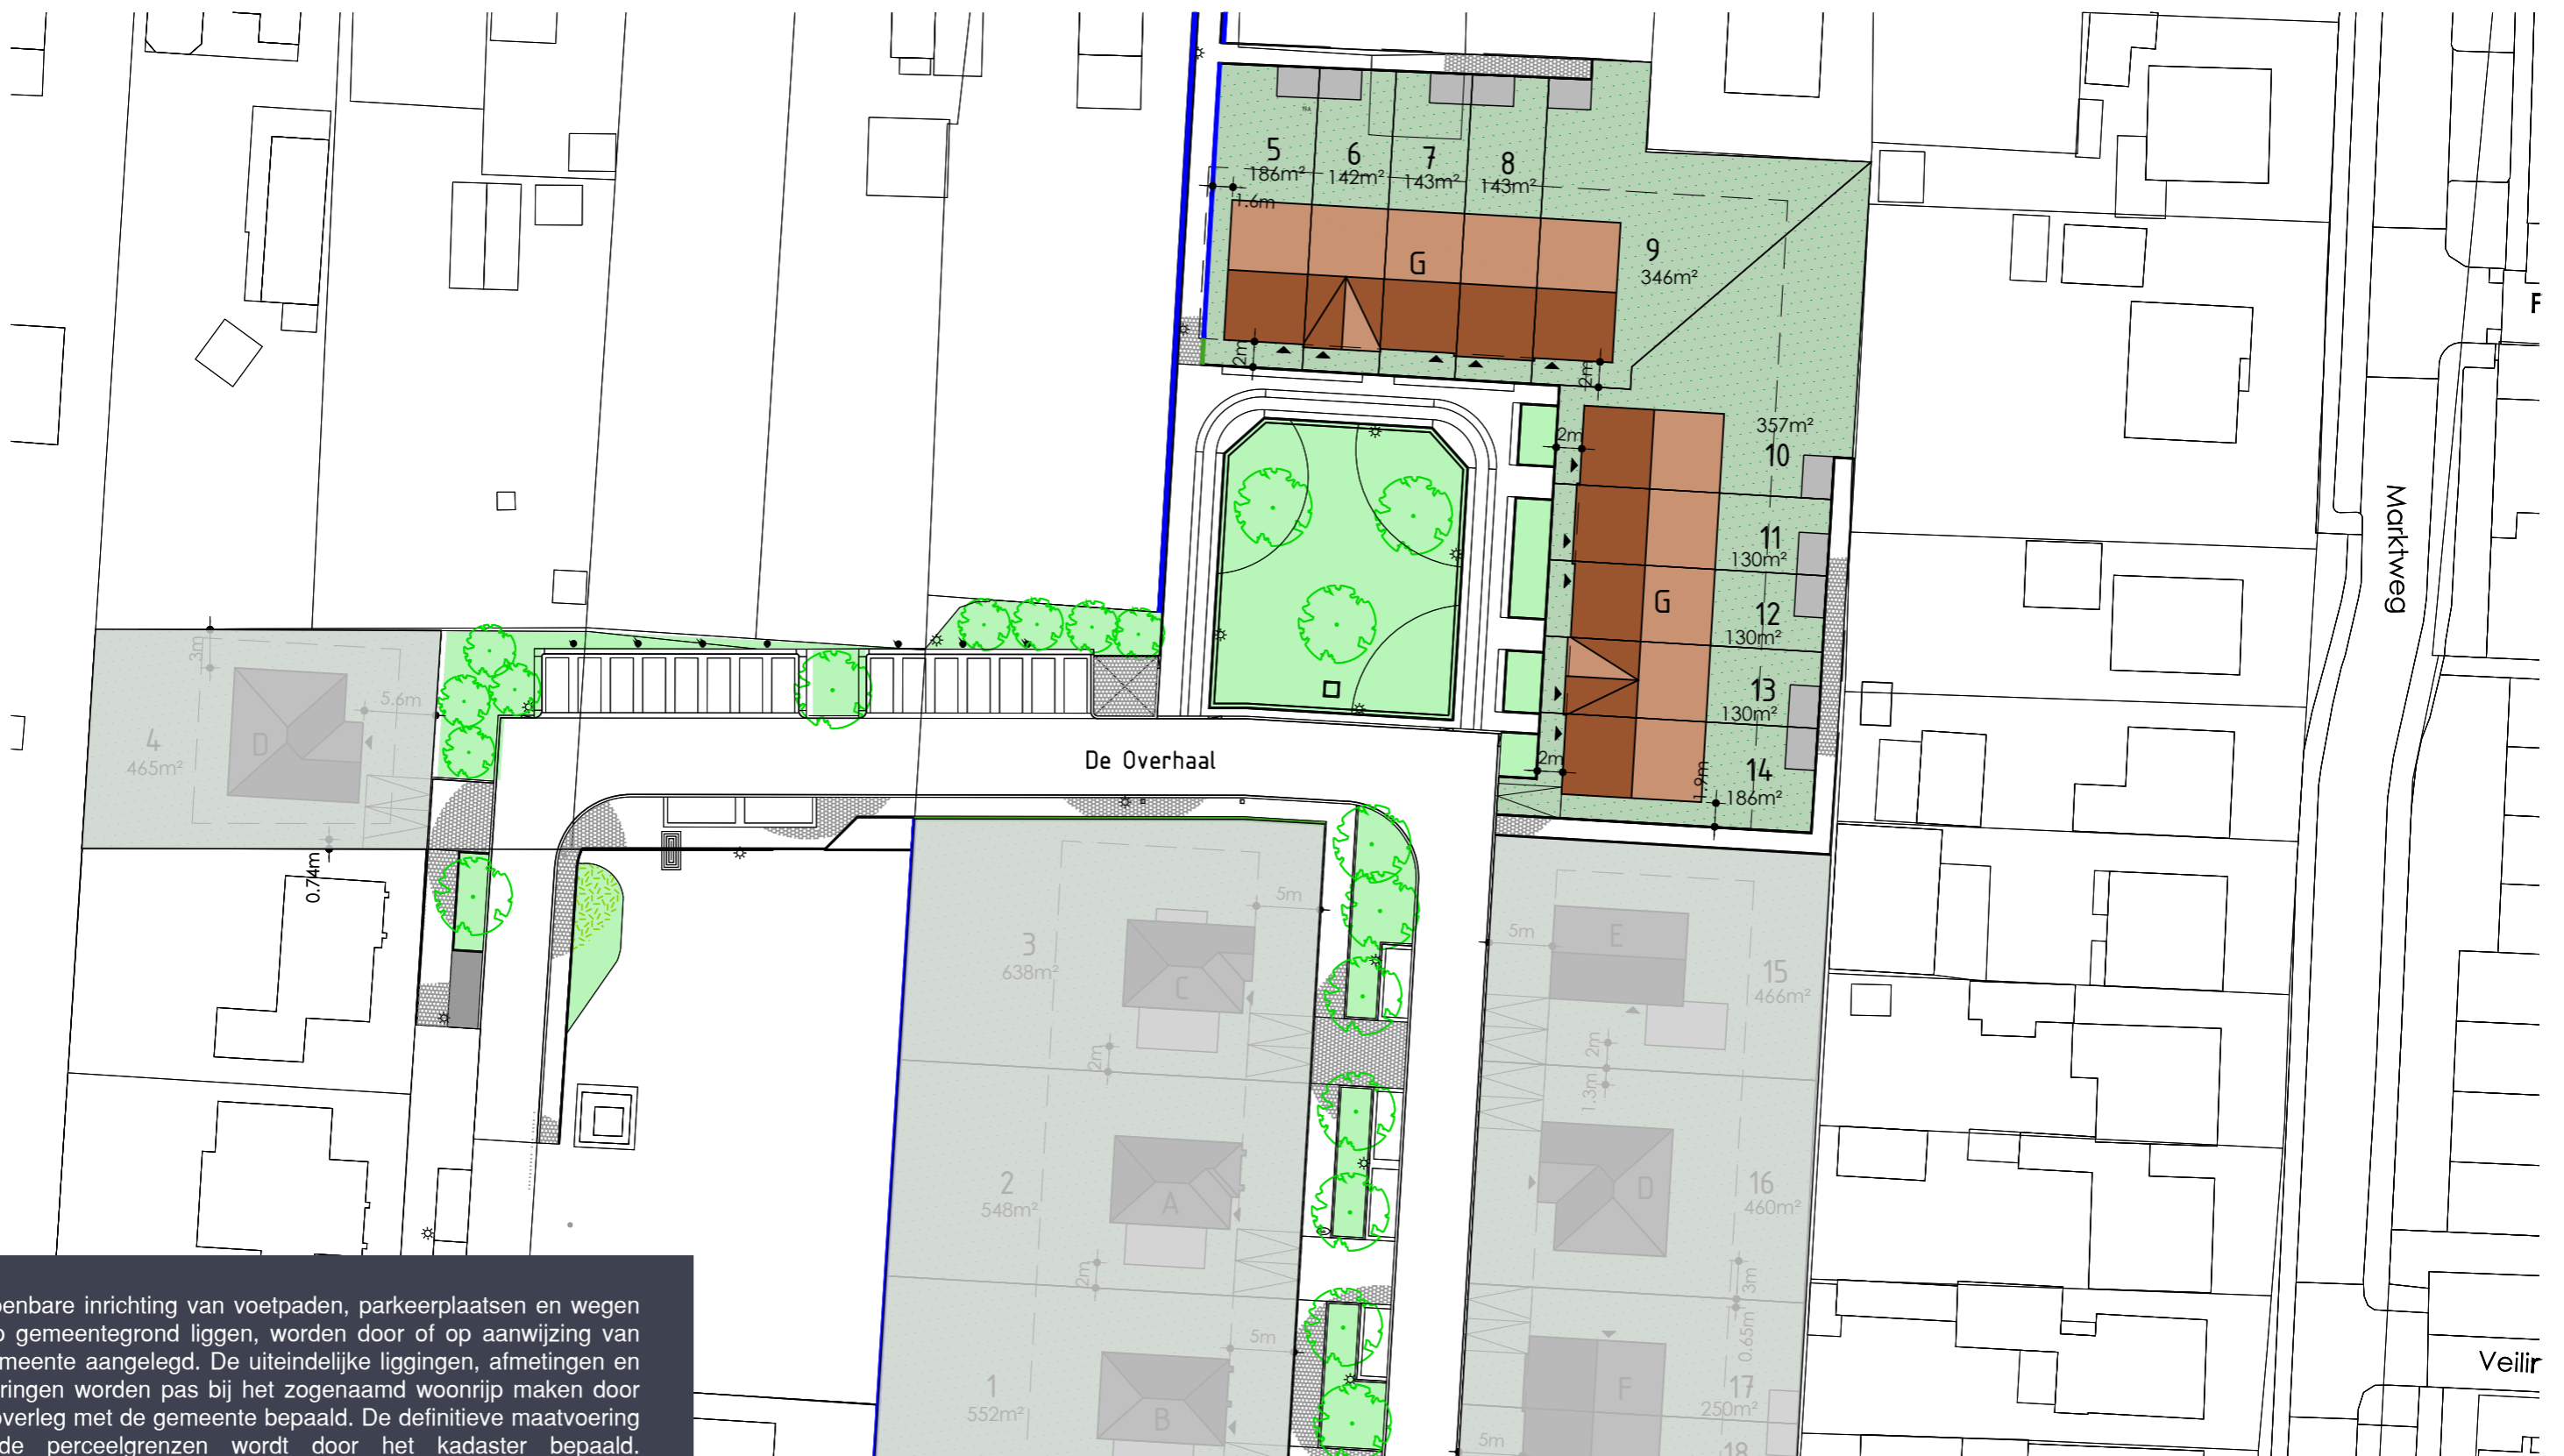 5
186m²
6
142m²
7
143m²
8
143m²
1.6m
9
346m²
G
2m
2m
2m
357m²
10
11
130m²
12
130m²
G
13
130m²
14
186m²
1.9m
2m
De Overhaal
Marktweg
F
3m
5.6m
4
465m²
D
0.74m
5m
3
638m²
C
2m
5m
E
15
466m²
2m
1.3m
2
548m²
A
2m
D
16
460m²
3m
0.65m
5m
1
552m²
B
F
17
250m²
18
5m
Veilir
enbare inrichting van voetpaden, parkeerplaatsen en wegen
gemeentegrond liggen, worden door of op aanwijzing van
meente aangelegd. De uiteindelijke liggingen, afmetingen en
ringen worden pas bij het zogenaamd woonrijp maken door
overleg met de gemeente bepaald. De definitieve maatvoering
de perceelgrenzen wordt door het kadaster bepaald.